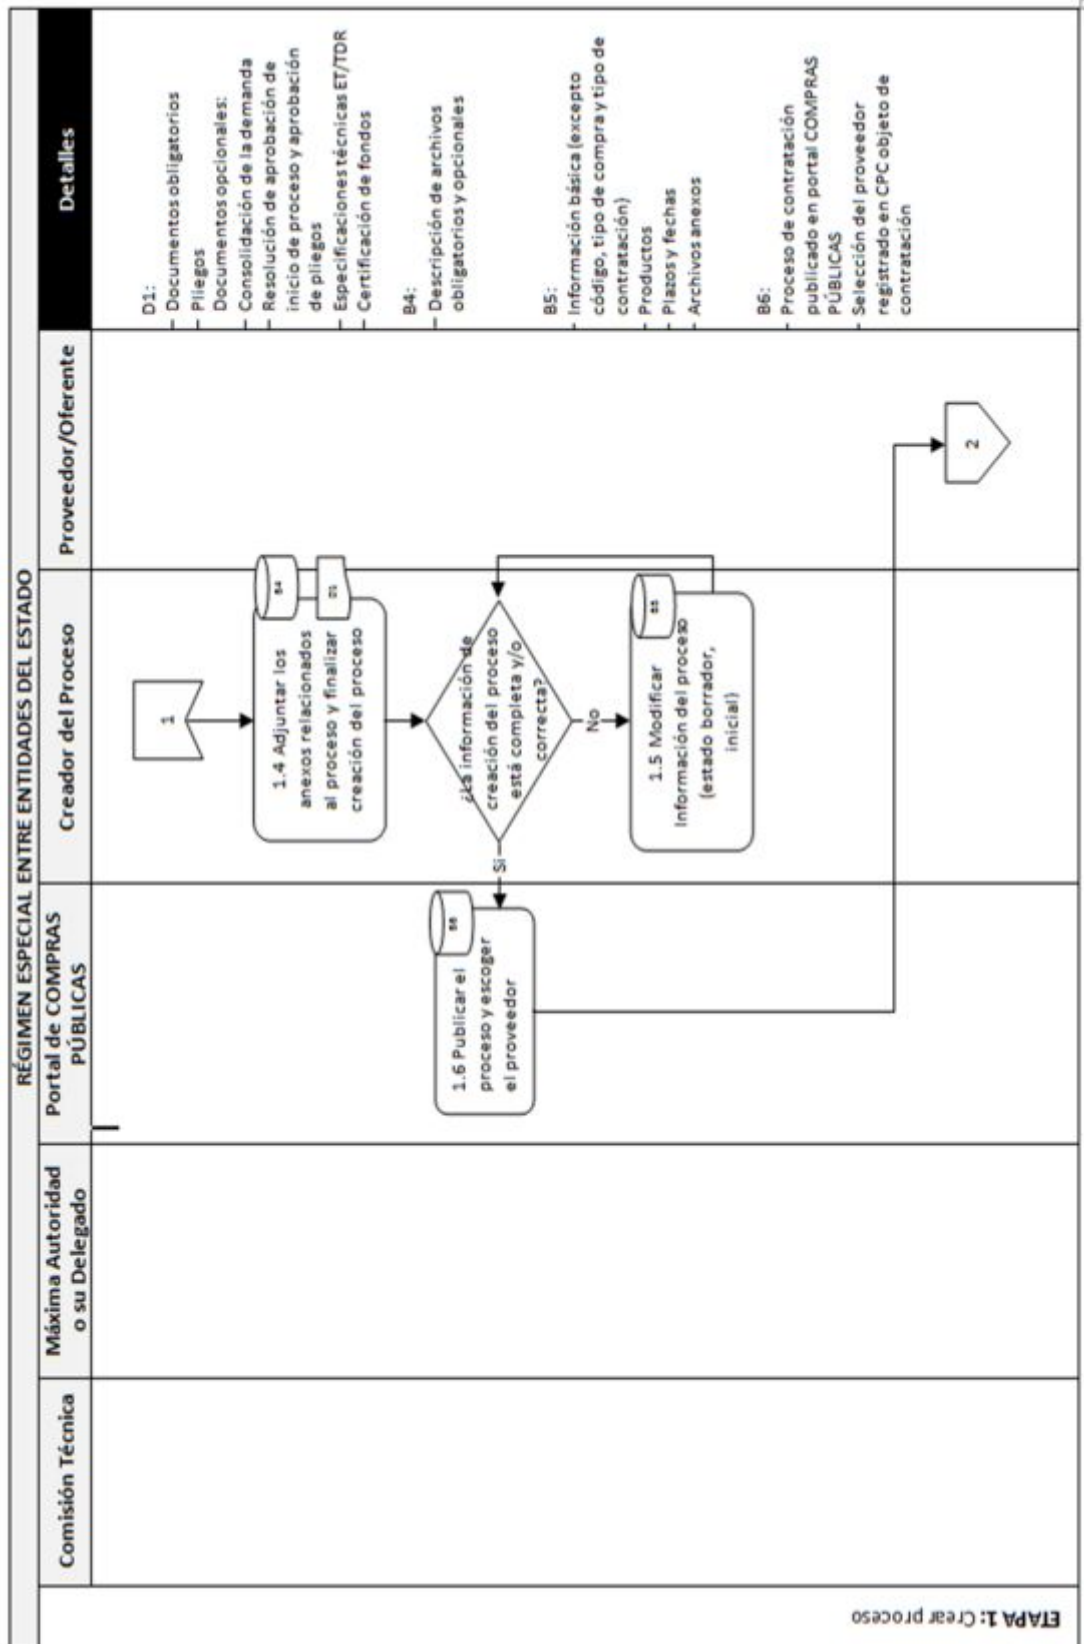 RÉGIMEN ESPECIAL ENTRE ENTIDADES DEL ESTADO
Comisión Técnica
Máxima Autoridad
o su Delegado
Portal de COMPRAS
PÚBLICAS
Creador del Proceso
Proveedor/Oferente
Detalles
ETAPA 1: Crear proceso
1
1.4 Adjuntar los
anexos relacionados
al proceso y finalizar
creación del proceso
B4
D1
¿La información de
creación del proceso
está completa y/o
correcta?
Si
No
1.5 Modificar
Información del proceso
(estado borrador,
inicial)
B5
1.6 Publicar el
proceso y escoger
el proveedor
B6
2
D1:
– Documentos obligatorios
– Pliegos
Documentos opcionales:
– Consolidación de la demanda
– Resolución de aprobación de
inicio de proceso y aprobación
de pliegos
– Especificaciones técnicas ET/TDR
– Certificación de fondos
B4:
– Descripción de archivos
obligatorios y opcionales
B5:
- Información básica (excepto
código, tipo de compra y tipo de
contratación)
- Productos
- Plazos y fechas
- Archivos anexos
B6:
- Proceso de contratación
publicado en portal COMPRAS
PÚBLICAS
- Selección del proveedor
registrado en CPC objeto de
contratación